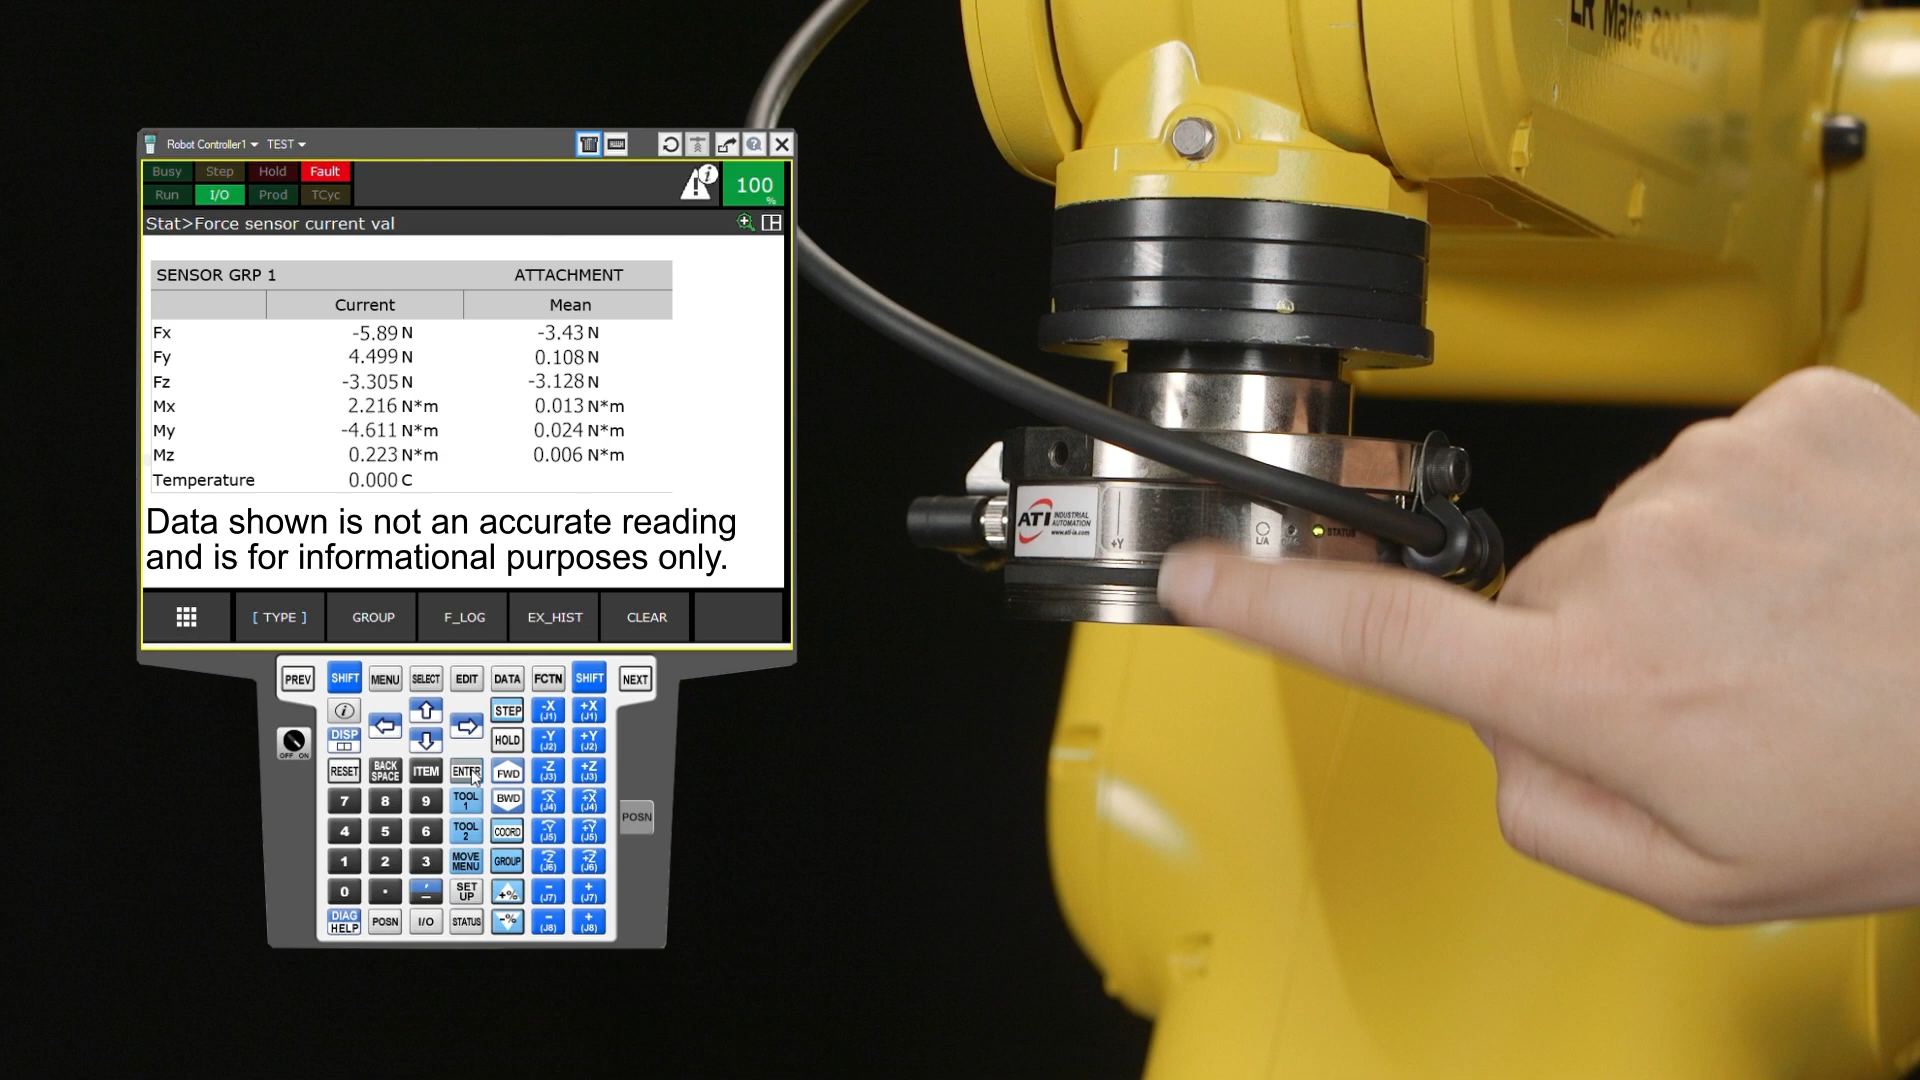 Robot Controller1 TEST
Busy Step Hold Fault
Run I/O Prod TCyc
100
%
Stat>Force sensor current val
SENSOR GRP 1 ATTACHMENT
Current Mean
Fx -5.89 N -3.43 N
Fy 4.499 N 0.108 N
Fz -3.305 N -3.128 N
Mx 2.216 N*m 0.013 N*m
My -4.611 N*m 0.024 N*m
Mz 0.223 N*m 0.006 N*m
Temperature 0.000 C
Data shown is not an accurate reading
and is for informational purposes only.
[ TYPE ] GROUP F_LOG EX_HIST CLEAR
PREV SHIFT MENU SELECT EDIT DATA FCTN SHIFT NEXT
i STEP -X (J1) +X (J1)
DISP HOLD -Y (J2) +Y (J2)
OFF ON
RESET BACK SPACE ITEM ENTER FWD -Z (J3) +Z (J3)
7 8 9 TOOL 1 BWD -X (J4) +X (J4)
4 5 6 TOOL 2 COORD -Y (J5) +Y (J5)
POSN
1 2 3 MOVE MENU GROUP -Z (J6) +Z (J6)
0 . , _ SET UP +% - (J7) + (J7)
DIAG HELP POSN I/O STATUS -% - (J8) + (J8)
LR Mate
ATI INDUSTRIAL
AUTOMATION
www.ati-ia.com
+Y
L/A
STATUS